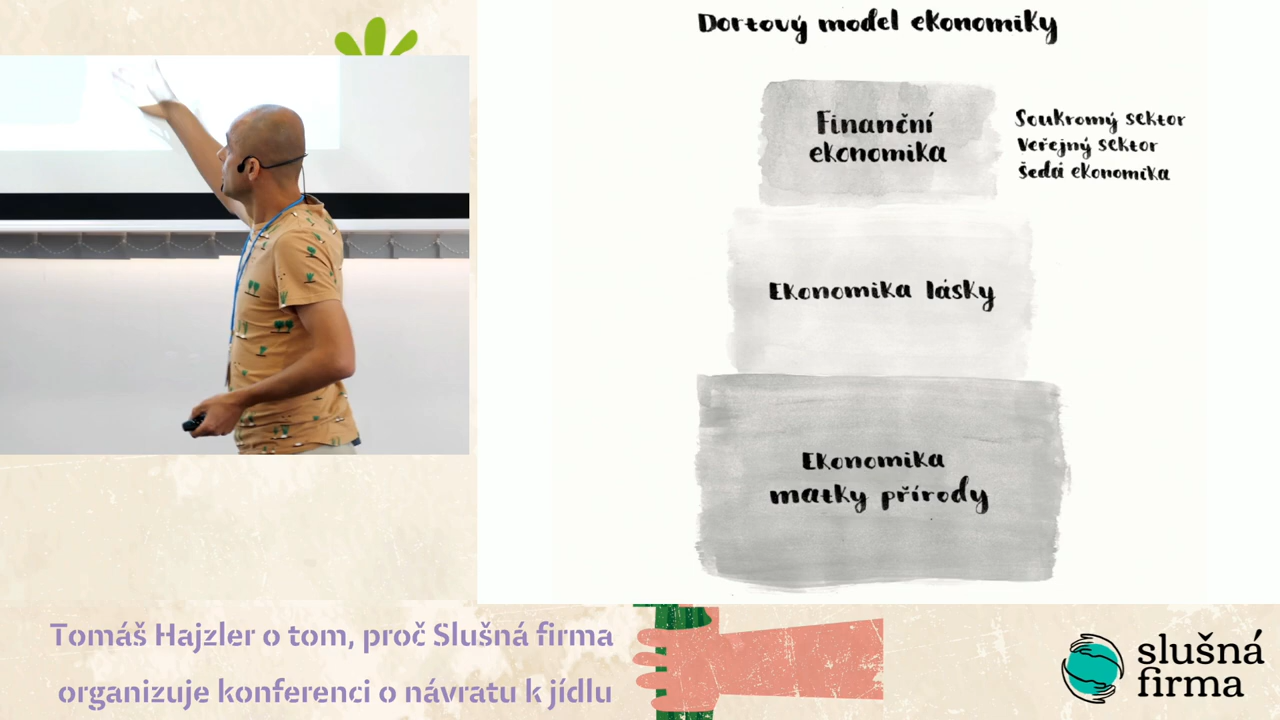 Dortový model ekonomiky
Finanční
ekonomika
Soukromý sektor
Veřejný sektor
Šedá ekonomika
Ekonomika lásky
Ekonomika
matky přírody
Tomáš Hajzler o tom, proč Slušná firma
organizuje konferenci o návratu k jídlu
slušná
firma